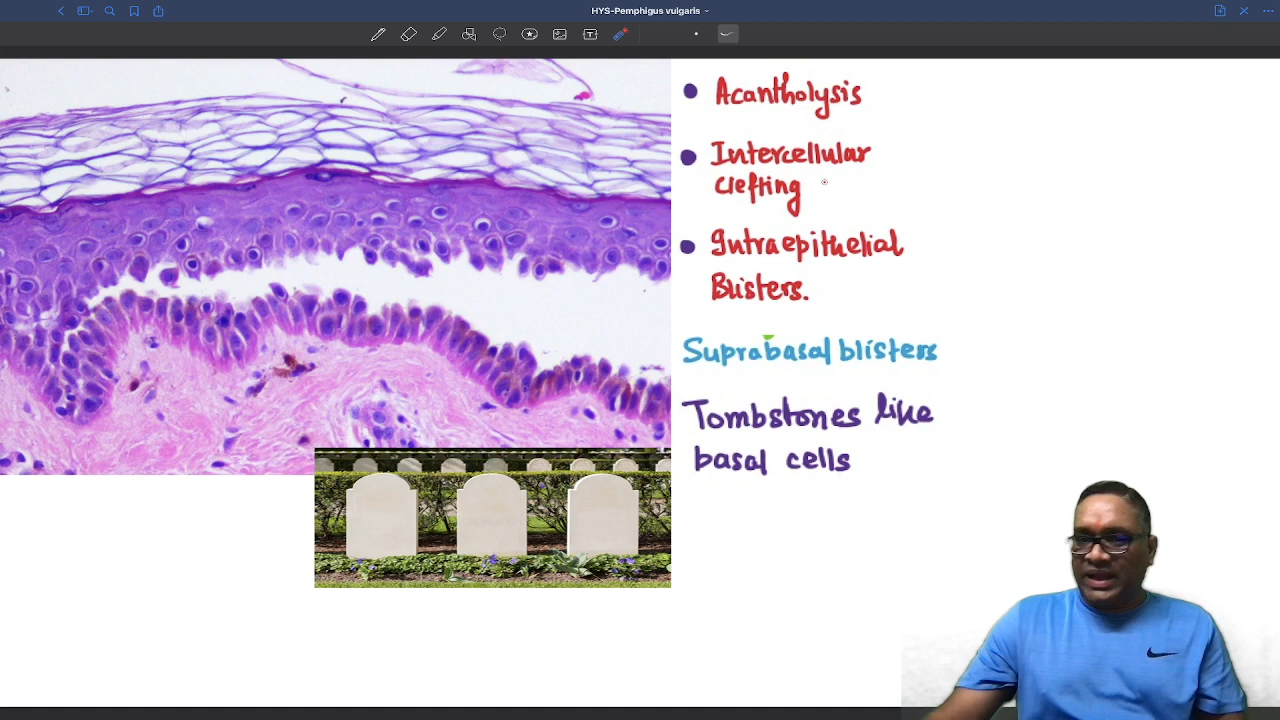 HYS-Pemphigus vulgaris
Acantholysis
Intercellular
Clefting
Intraepithelial
Blisters.
Suprabasal blisters
Tombstones like
basal cells